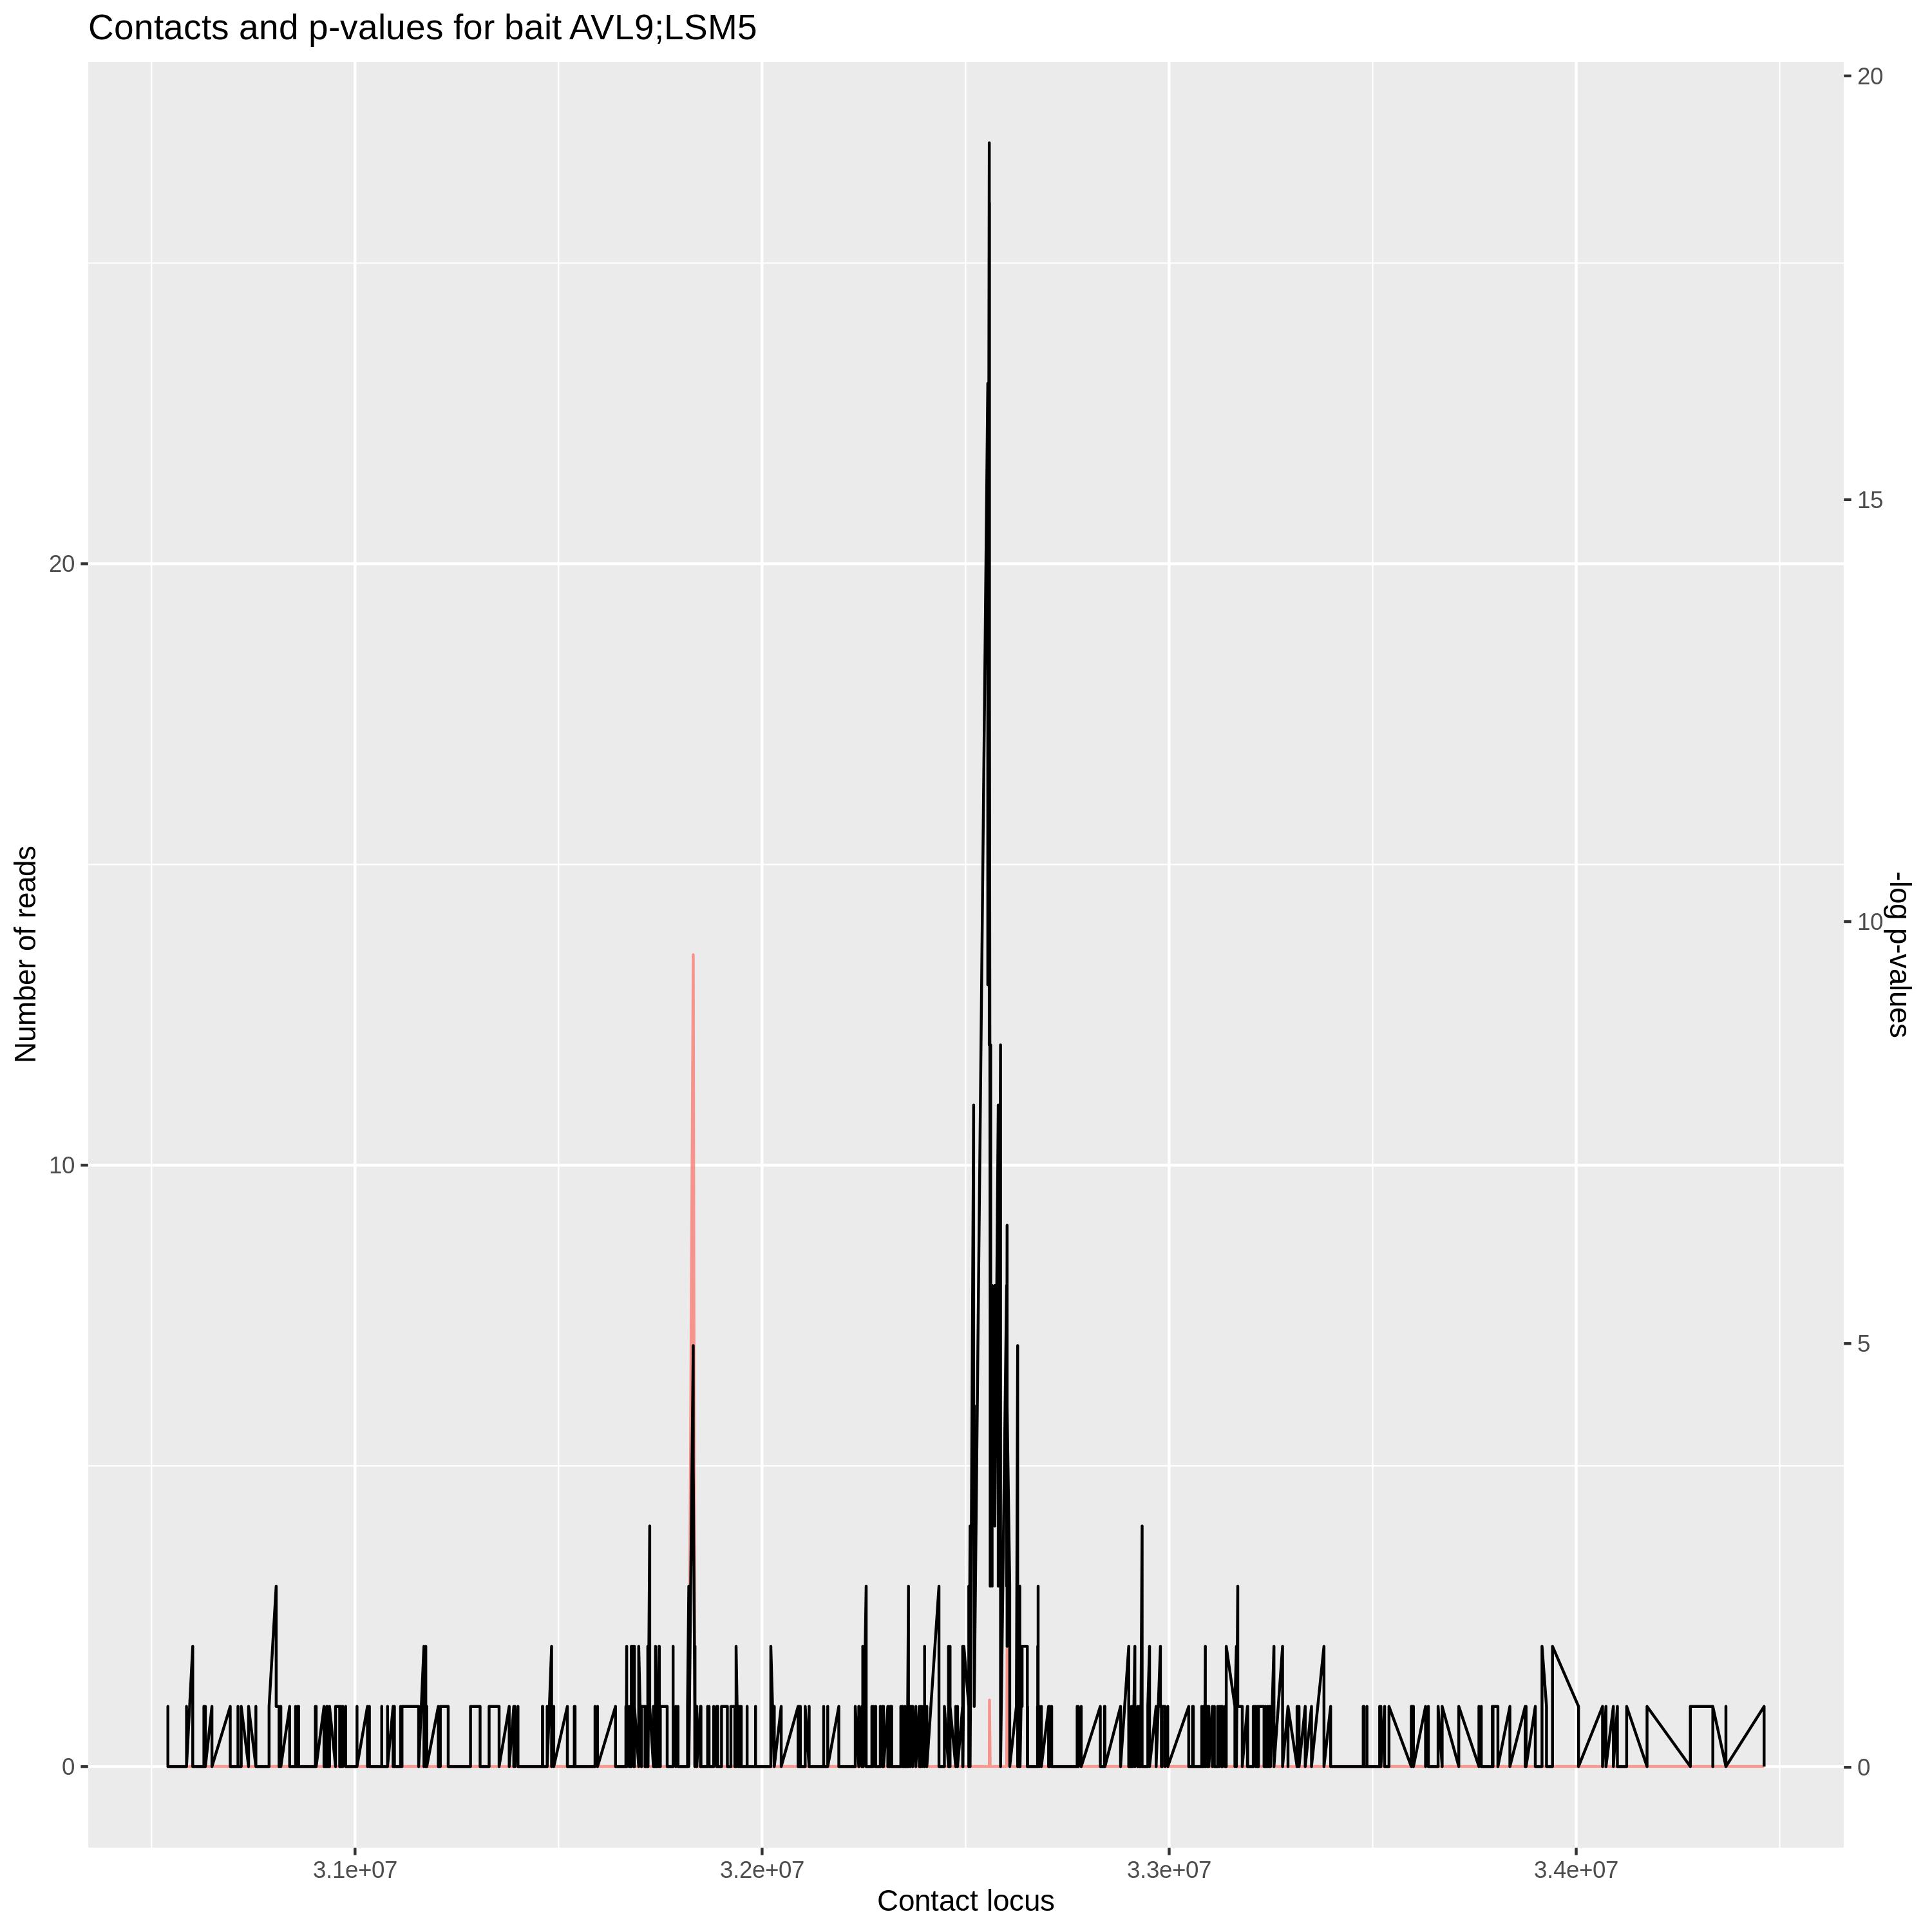 Contacts and p-values for bait AVL9;LSM5
20
20
15
Number of reads
-log p-values
10
10
5
0
0
3.1e+07
3.2e+07
3.3e+07
3.4e+07
Contact locus